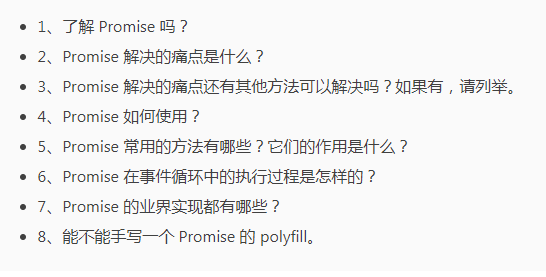 1、了解 Promise 吗？
2、Promise 解决的痛点是什么？
3、Promise 解决的痛点还有其他方法可以解决吗？如果有，请列举。
4、Promise 如何使用？
5、Promise 常用的方法有哪些？它们的作用是什么？
6、Promise 在事件循环中的执行过程是怎样的？
7、Promise 的业界实现都有哪些？
8、能不能手写一个 Promise 的 polyfill。